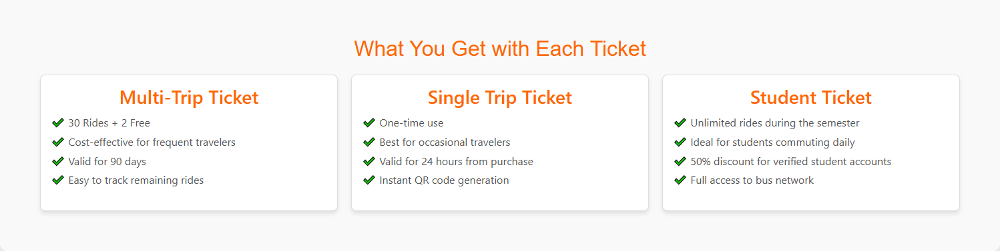 What You Get with Each Ticket
Multi-Trip Ticket
30 Rides + 2 Free
Cost-effective for frequent travelers
Valid for 90 days
Easy to track remaining rides
Single Trip Ticket
One-time use
Best for occasional travelers
Valid for 24 hours from purchase
Instant QR code generation
Student Ticket
Unlimited rides during the semester
Ideal for students commuting daily
50% discount for verified student accounts
Full access to bus network